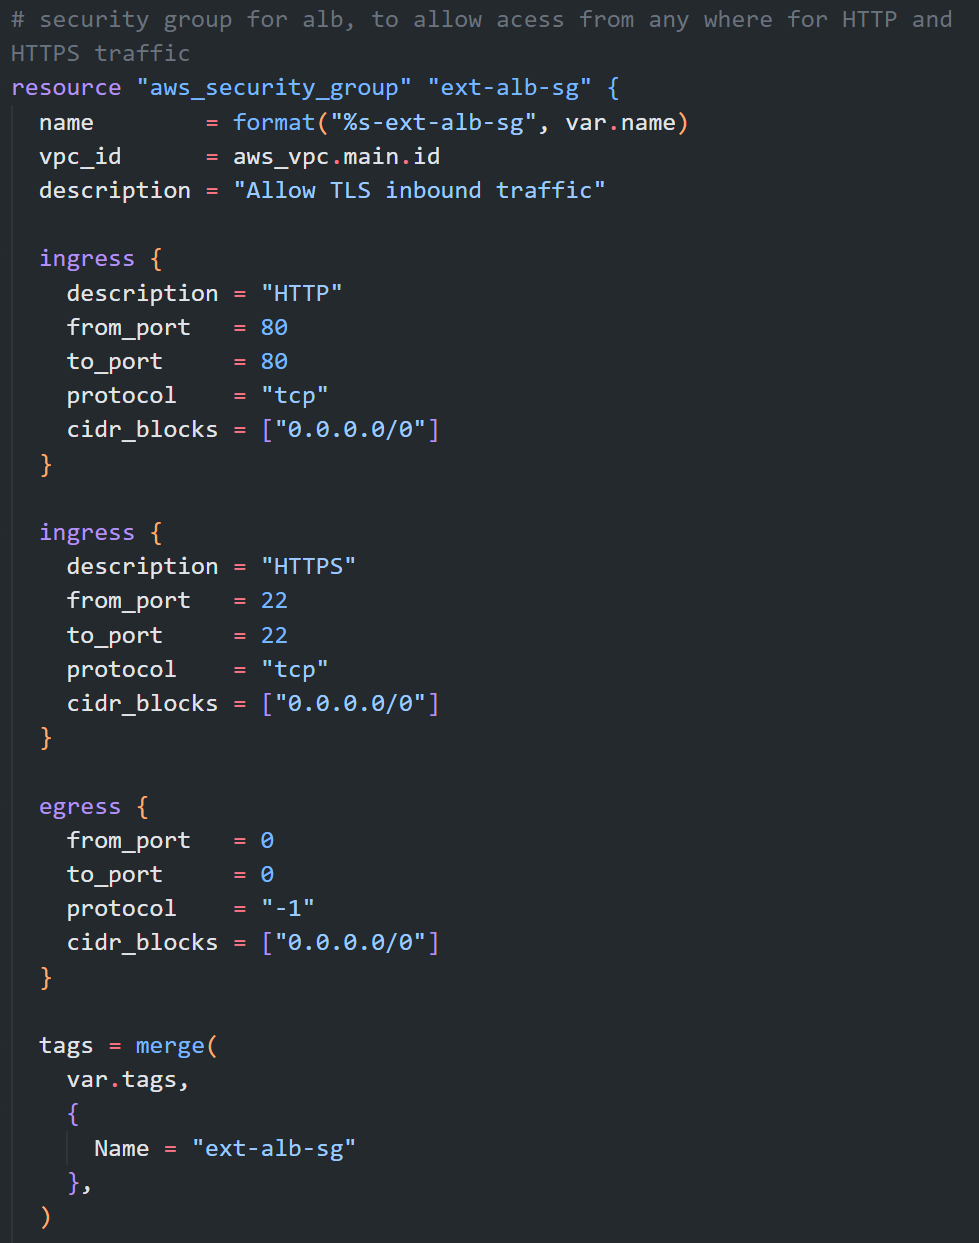 # security group for alb, to allow acess from any where for HTTP and
HTTPS traffic
resource "aws_security_group" "ext-alb-sg" {
  name        = format("%s-ext-alb-sg", var.name)
  vpc_id      = aws_vpc.main.id
  description = "Allow TLS inbound traffic"

  ingress {
    description = "HTTP"
    from_port   = 80
    to_port     = 80
    protocol    = "tcp"
    cidr_blocks = ["0.0.0.0/0"]
  }

  ingress {
    description = "HTTPS"
    from_port   = 22
    to_port     = 22
    protocol    = "tcp"
    cidr_blocks = ["0.0.0.0/0"]
  }

  egress {
    from_port   = 0
    to_port     = 0
    protocol    = "-1"
    cidr_blocks = ["0.0.0.0/0"]
  }

  tags = merge(
    var.tags,
    {
      Name = "ext-alb-sg"
    },
  )